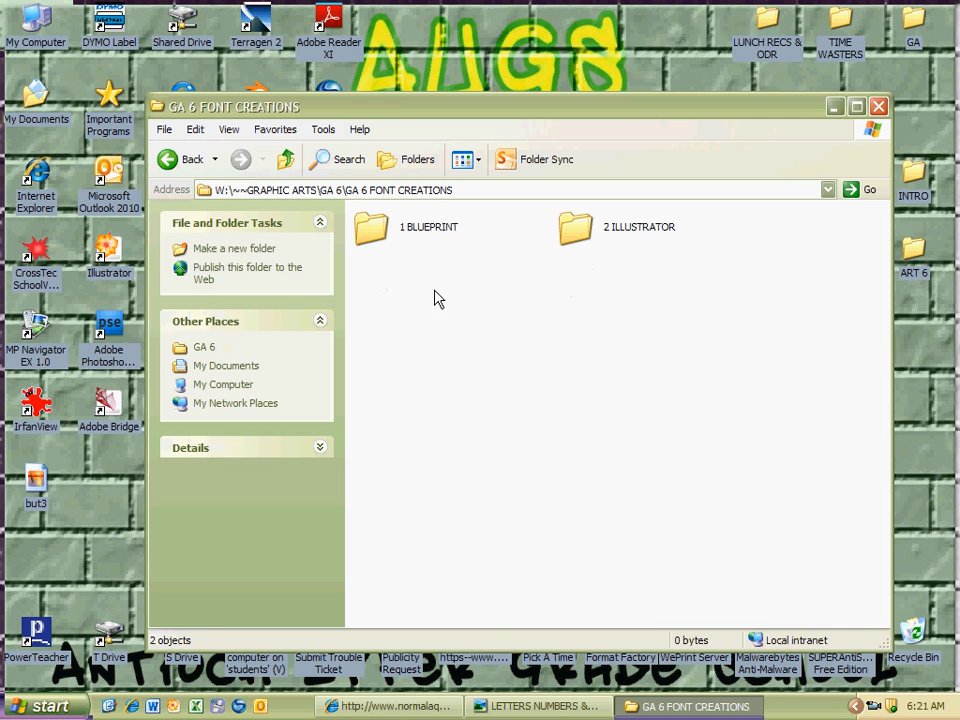 AUGS
My Computer
DYMO Label
Shared Drive
Terragen 2
Adobe Reader
XI
LUNCH RECS &
ODR
TIME
WASTERS
GA
My Documents
Important
Programs
Internet
Explorer
Microsoft
Outlook 2010
CrossTec
SchoolV...
Illustrator
MP Navigator
EX 1.0
Adobe
Photosho...
IrfanView
Adobe Bridge
but3
INTRO
ART 6
GA 6 FONT CREATIONS
File Edit View Favorites Tools Help
Back Search Folders Folder Sync
Address W:\~~GRAPHIC ARTS\GA 6\GA 6 FONT CREATIONS Go
File and Folder Tasks
Make a new folder
Publish this folder to the
Web
Other Places
GA 6
My Documents
My Computer
My Network Places
Details
1 BLUEPRINT
2 ILLUSTRATOR
2 objects 0 bytes Local intranet
PowerTeacher
T Drive
S Drive
computer on
'students' (V)
Submit Trouble
Ticket
Publicity
Request
https--www....
Pick A Time
Format Factory
WePrint Server
Malwarebytes
Anti-Malware
SUPERAntiS...
Free Edition
Recycle Bin
start
http://www.normalaq...
LETTERS NUMBERS &...
GA 6 FONT CREATIONS
6:21 AM